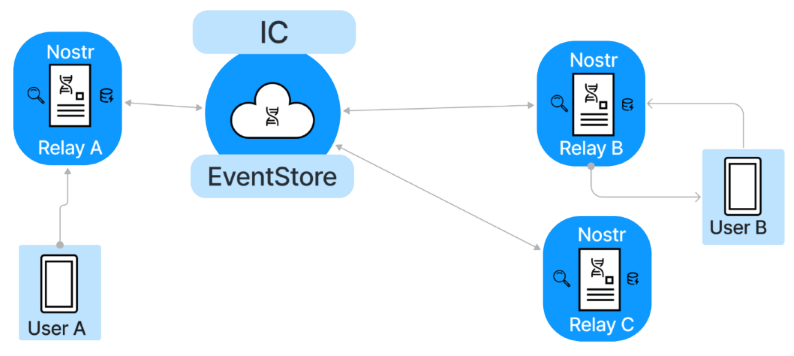 Nostr
Relay A
IC
EventStore
Nostr
Relay B
User B
Nostr
Relay C
User A